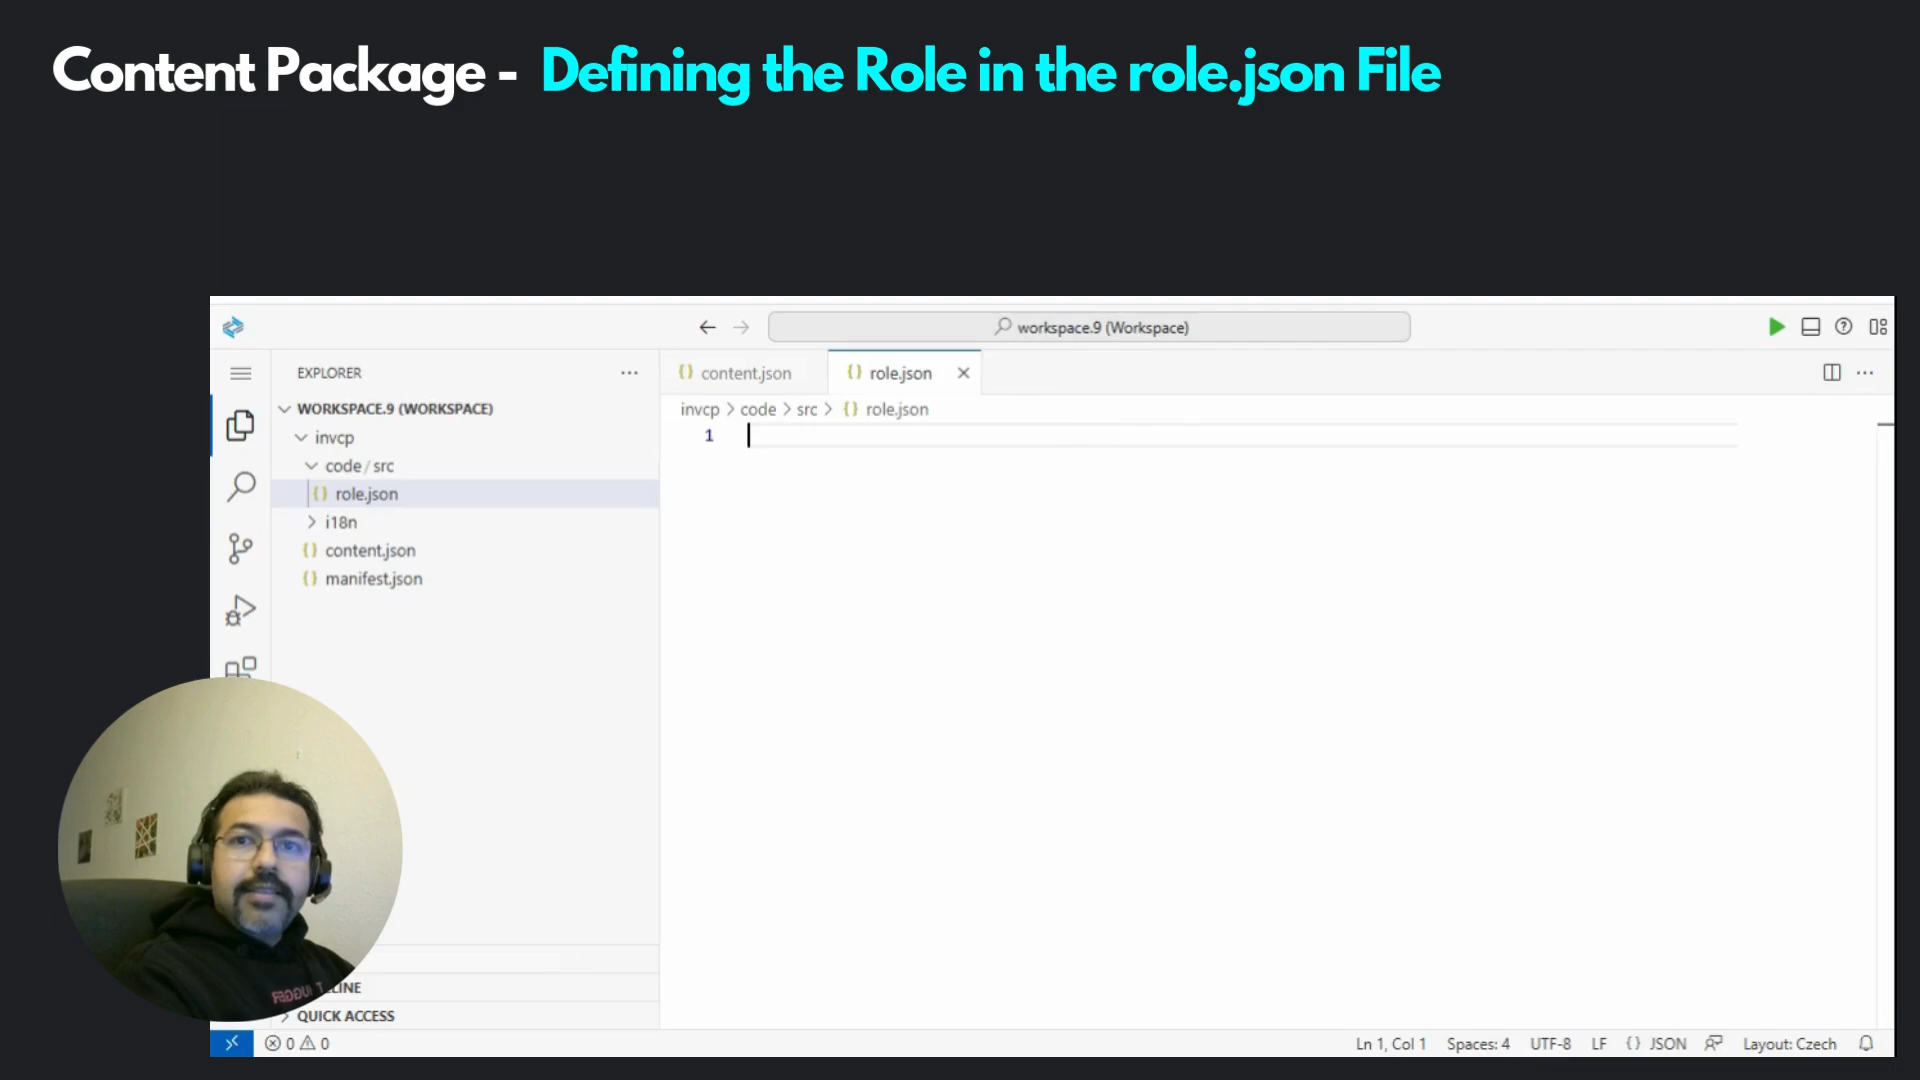 Content Package - Defining the Role in the role.json File
workspace.9 (Workspace)
EXPLORER
content.json
role.json
WORKSPACE.9 (WORKSPACE)
invcp > code > src > {} role.json
invcp
1
code / src
role.json
i18n
content.json
manifest.json
QUICK ACCESS
0 0
Ln 1, Col 1 Spaces: 4 UTF-8 LF {} JSON Layout: Czech